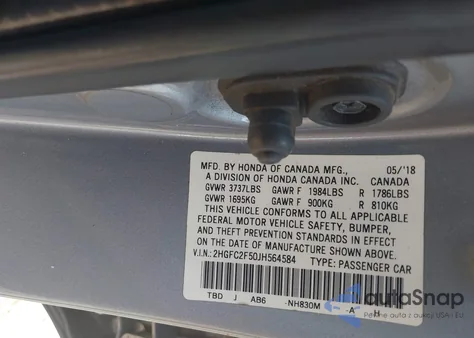 MFD. BY HONDA OF CANADA MFG., 05/'18
A DIVISION OF HONDA CANADA INC. CANADA
GVWR 3737LBS GAWR F 1984LBS R 1786LBS
GVWR 1695KG GAWR F 900KG R 810KG
THIS VEHICLE CONFORMS TO ALL APPLICABLE
FEDERAL MOTOR VEHICLE SAFETY, BUMPER,
AND THEFT PREVENTION STANDARDS IN EFFECT
ON THE DATE OF MANUFACTURE SHOWN ABOVE.
V.I.N.: 2HGFC2F50JH564584 TYPE: PASSENGER CAR
TBD J AB6 -NH830M -A H
autoSnap